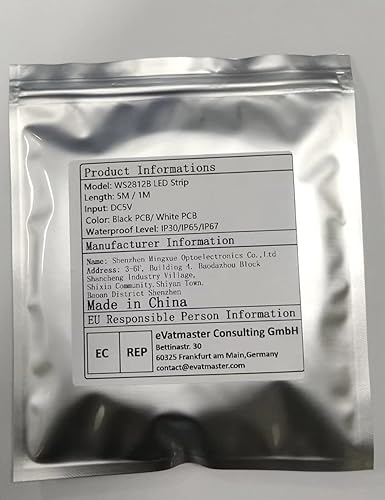 Product Informations
Model: WS2812B LED Strip
Length: 5M / 1M
Input: DC5V
Color: Black PCB/ White PCB
Waterproof Level: IP30/IP65/IP67
Manufacturer Information
Name: Shenzhen Mingxue Optoelectronics Co.,Ltd
Address: 3-6F, Building 4. Baodazhou Block
Shancheng Industry Village,
Shixia Community.Shiyan Town.
Baoan District Shenzhen
Made in China
EU Responsible Person Information
EC REP
eVatmaster Consulting GmbH
Bettinastr. 30
60325 Frankfurt am Main,Germany
contact@evatmaster.com